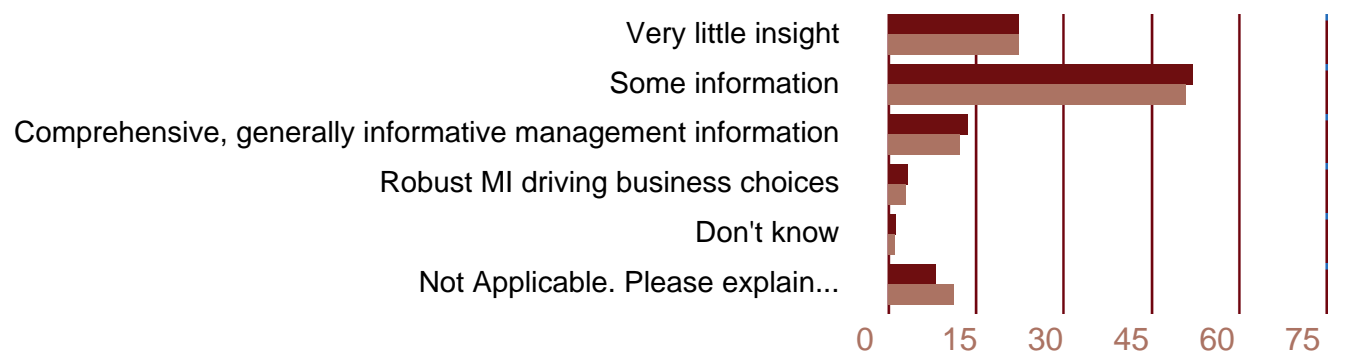 Very little insight
Some information
Comprehensive, generally informative management information
Robust MI driving business choices
Don't know
Not Applicable. Please explain...
0 15 30 45 60 75